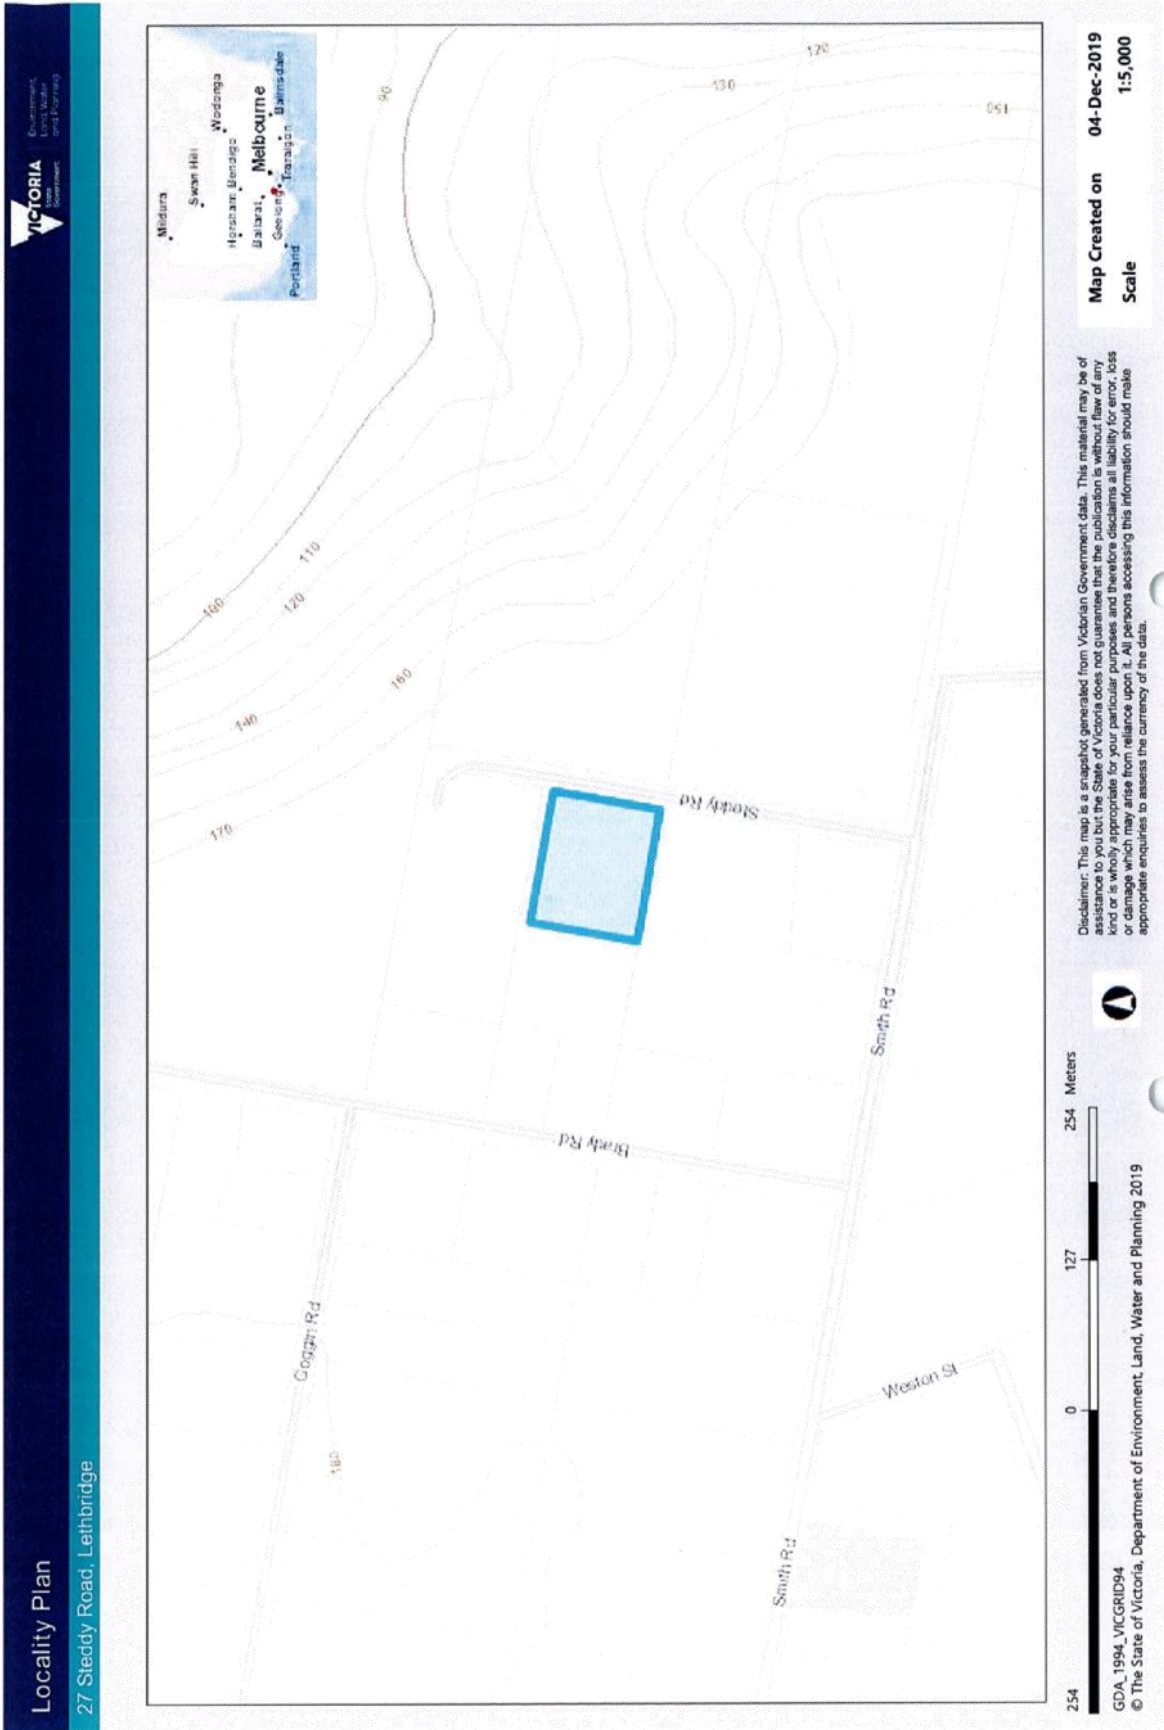 Locality Plan
27 Steddy Road, Lethbridge
VICTORIA
State
Government
Environment,
Land, Water
and Planning
Mildura
Swan Hill
Wodonga
Horsham Bendigo
Ballarat
Melbourne
Geelong
Traralgon
Bairnsdale
Portland
90
120
130
150
100
110
120
140
160
170
180
Goggin Rd
Brady Rd
Steddy Rd
Smith Rd
Smith Rd
Weston St
254
0
127
254 Meters
GDA_1994_VICGRID94
© The State of Victoria, Department of Environment, Land, Water and Planning 2019
Disclaimer: This map is a snapshot generated from Victorian Government data. This material may be of
assistance to you but the State of Victoria does not guarantee that the publication is without flaw of any
kind or is wholly appropriate for your particular purposes and therefore disclaims all liability for error, loss
or damage which may arise from reliance upon it. All persons accessing this information should make
appropriate enquiries to assess the currency of the data.
Map Created on 04-Dec-2019
Scale 1:5,000